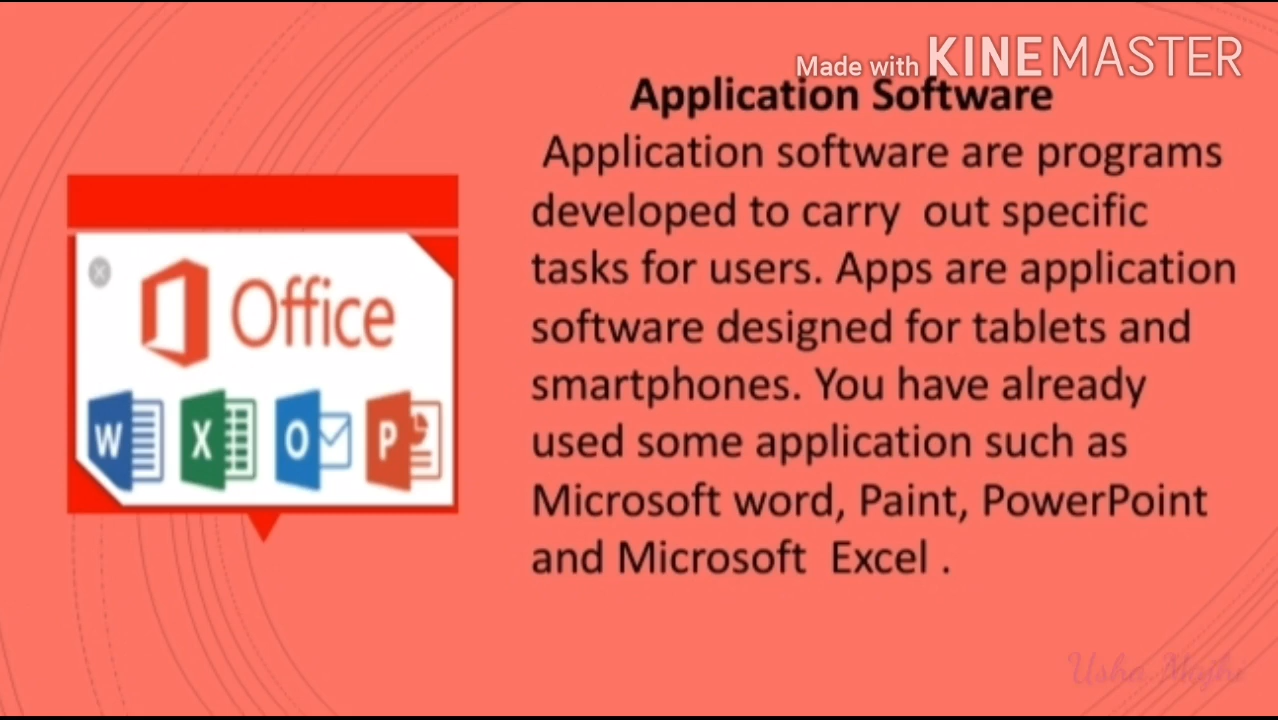 Made with KINEMASTER
Application Software
Application software are programs
developed to carry out specific
tasks for users. Apps are application
software designed for tablets and
smartphones. You have already
used some application such as
Microsoft word, Paint, PowerPoint
and Microsoft Excel .
Office
W X O P
Usha Majhi